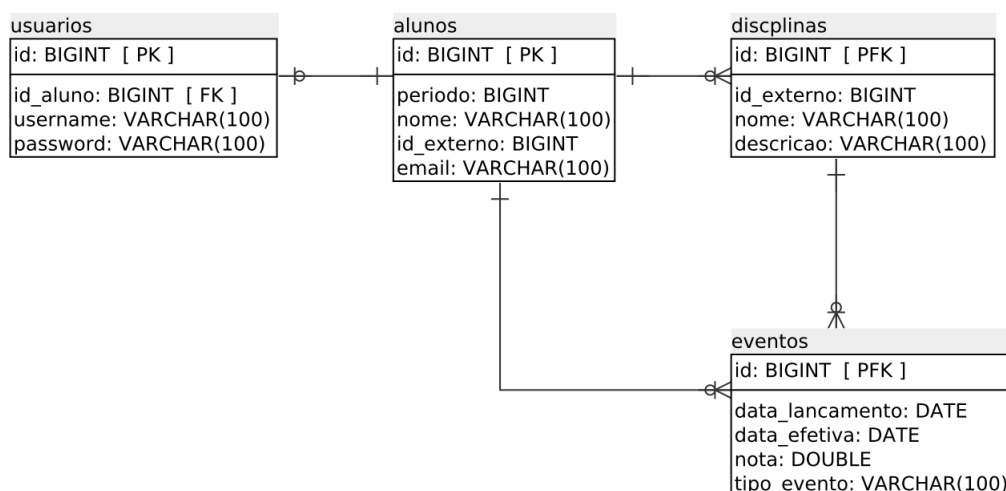 usuarios
id: BIGINT [ PK ]
id_aluno: BIGINT [ FK ]
username: VARCHAR(100)
password: VARCHAR(100)
alunos
id: BIGINT [ PK ]
periodo: BIGINT
nome: VARCHAR(100)
id_externo: BIGINT
email: VARCHAR(100)
discplinas
id: BIGINT [ PFK ]
id_externo: BIGINT
nome: VARCHAR(100)
descricao: VARCHAR(100)
eventos
id: BIGINT [ PFK ]
data_lancamento: DATE
data_efetiva: DATE
nota: DOUBLE
tipo_evento: VARCHAR(100)